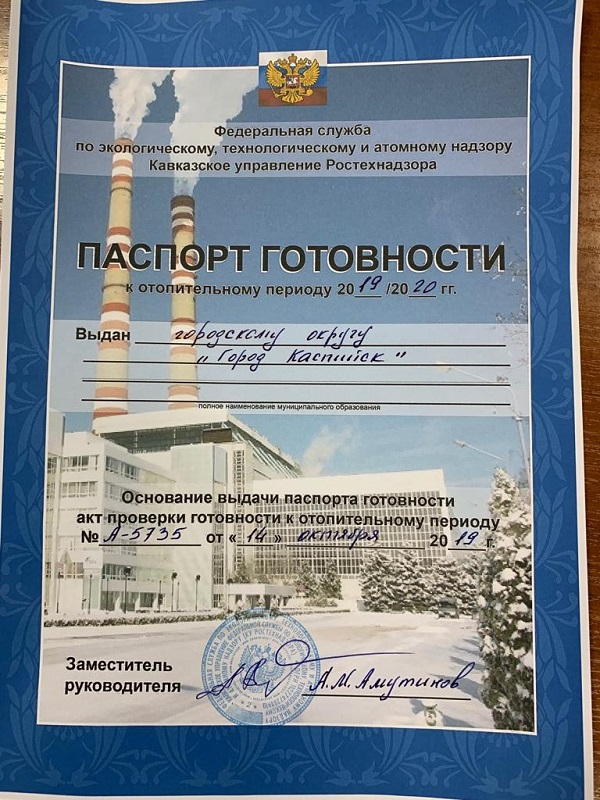 Федеральная служба
по экологическому, технологическому и атомному надзору
Кавказское управление Ростехнадзора
ПАСПОРТ ГОТОВНОСТИ
к отопительному периоду 2019/2020 гг.
Выдан городскому округу
"Город Каспийск"
полное наименование муниципального образования
Основание выдачи паспорта готовности
акт проверки готовности к отопительному периоду
№ А-5735 от «14» октября 2019 г.
Заместитель
руководителя А.М. Амутинов